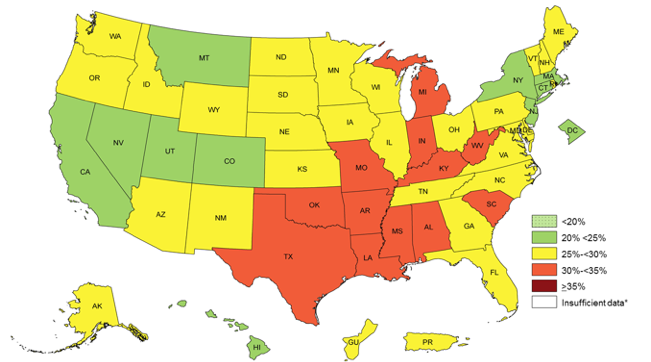 WA
MT
ND
MN
ME
OR
ID
SD
WI
MI
VT
NH
NY
MA
CT
WY
IA
NE
PA
NJ
NV
UT
CO
IL
IN
OH
MD
DE
DC
CA
KS
MO
KY
WV
VA
AZ
NM
OK
AR
TN
NC
SC
TX
LA
MS
AL
GA
FL
AK
HI
GU
PR
<20%
20% <25%
25%-<30%
30%-<35%
≥35%
Insufficient data*